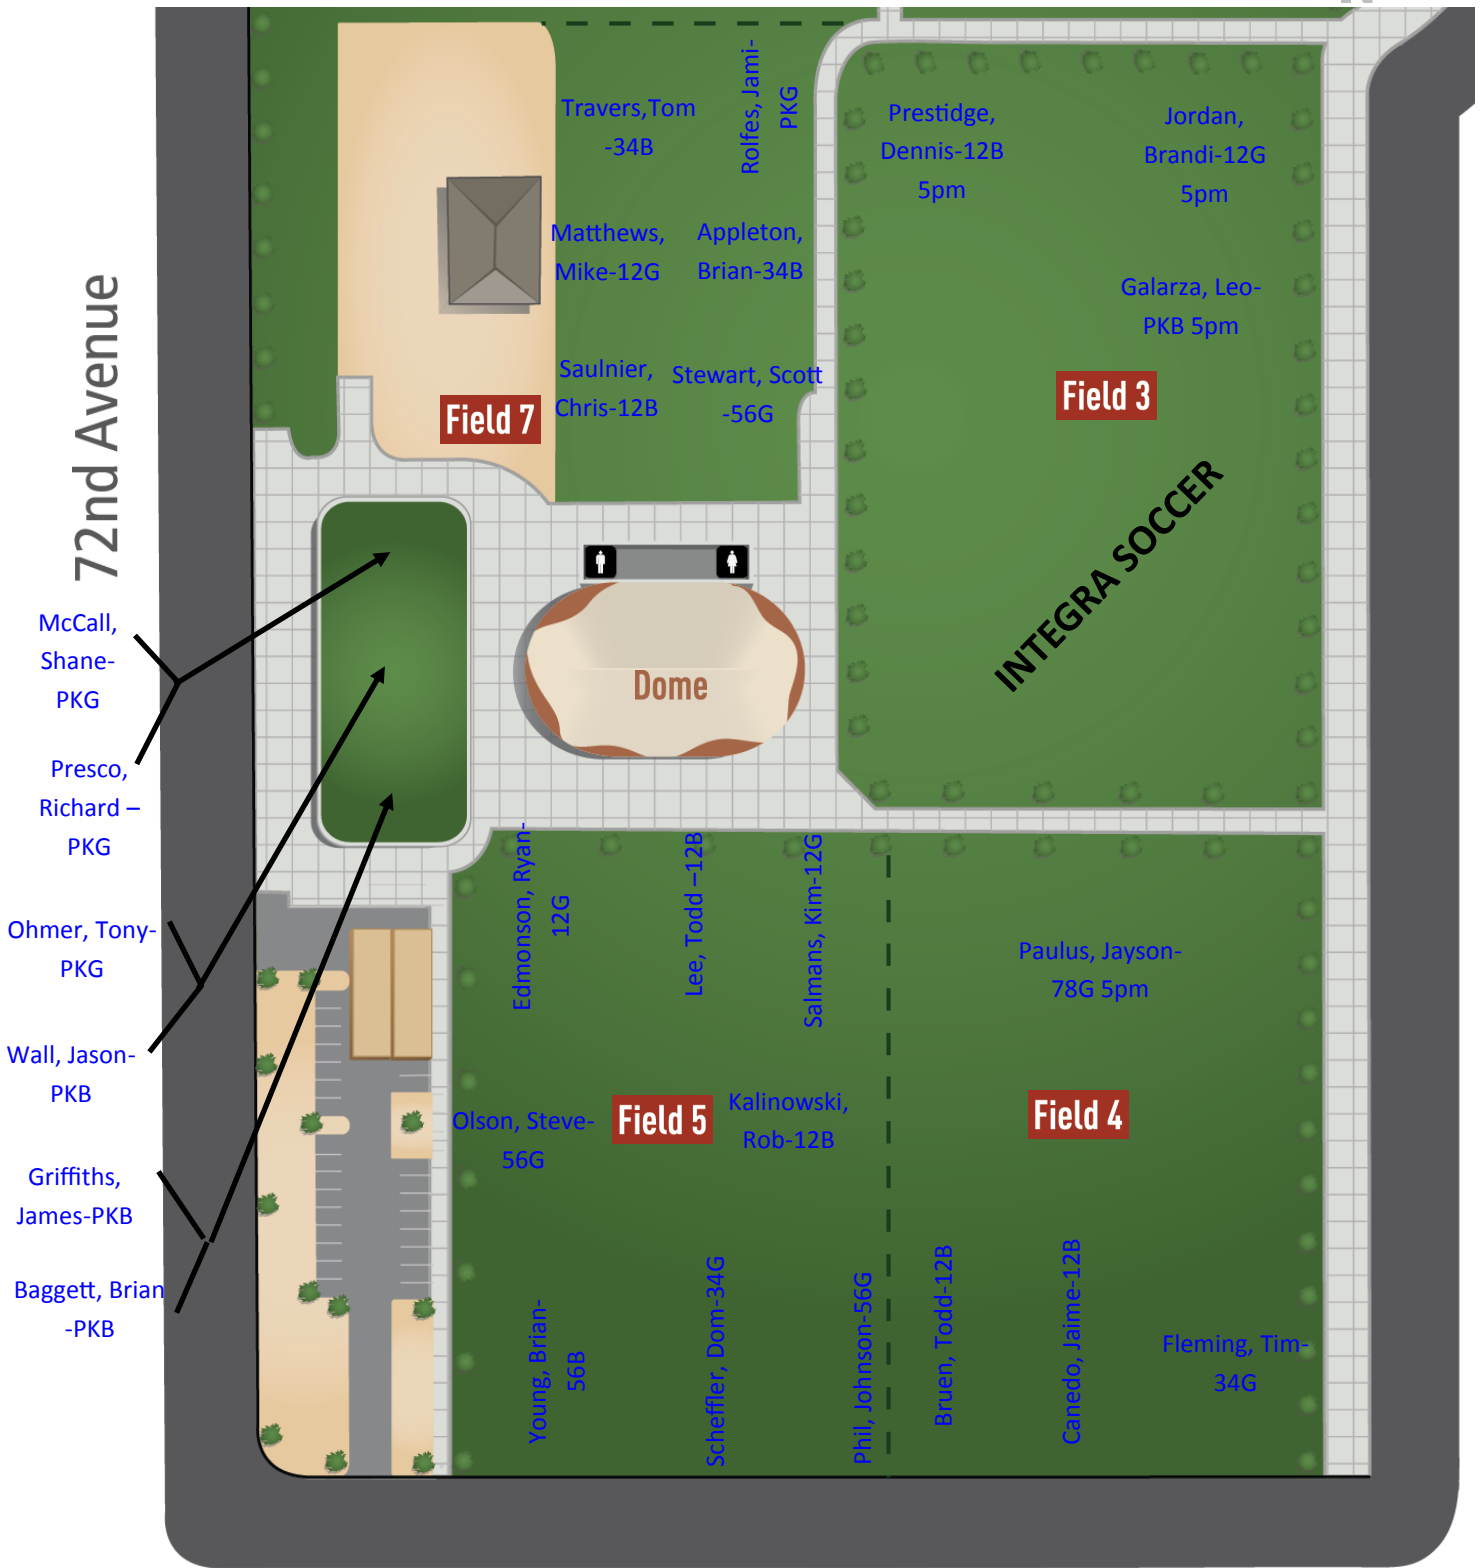 Travers,Tom
-34B
Rolfes, Jami-
PKG
Prestidge,
Dennis-12B
5pm
Jordan,
Brandi-12G
5pm
Matthews,
Mike-12G
Appleton,
Brian-34B
Galarza, Leo-
PKB 5pm
Saulnier,
Chris-12B
Stewart, Scott
-56G
Field 7
Field 3
72nd Avenue
INTEGRA SOCCER
Dome
McCall,
Shane-
PKG
Presco,
Richard –
PKG
Ohmer, Tony-
PKG
Wall, Jason-
PKB
Griffiths,
James-PKB
Baggett, Brian
-PKB
Edmonson, Ryan-
12G
Lee, Todd –12B
Salmans, Kim-12G
Paulus, Jayson-
78G 5pm
Olson, Steve-
56G
Field 5
Kalinowski,
Rob-12B
Field 4
Young, Brian-
56B
Scheffler, Dom-34G
Phil, Johnson-56G
Bruen, Todd-12B
Canedo, Jaime-12B
Fleming, Tim-
34G